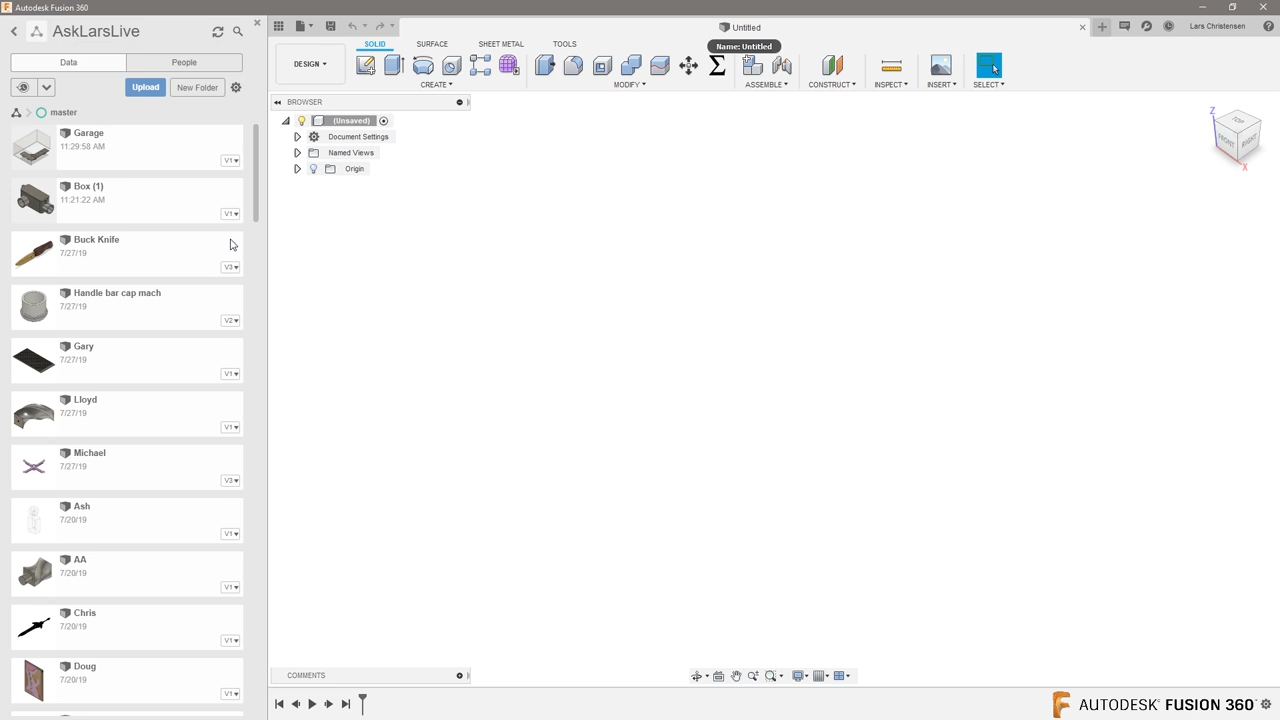 Autodesk Fusion 360
AskLarsLive
Data People
Upload New Folder
master
Garage
11:29:58 AM
V1
Box (1)
11:21:22 AM
V1
Buck Knife
7/27/19
V3
Handle bar cap mach
7/27/19
V2
Gary
7/27/19
V1
Lloyd
7/27/19
V1
Michael
7/27/19
V3
Ash
7/20/19
V1
AA
7/20/19
V1
Chris
7/20/19
V1
Doug
7/20/19
V1
Untitled
Lars Christensen
SOLID SURFACE SHEET METAL TOOLS
Name: Untitled
DESIGN
CREATE MODIFY ASSEMBLE CONSTRUCT INSPECT INSERT SELECT
BROWSER
(Unsaved)
Document Settings
Named Views
Origin
Z
TOP
FRONT RIGHT
X
COMMENTS
AUTODESK FUSION 360